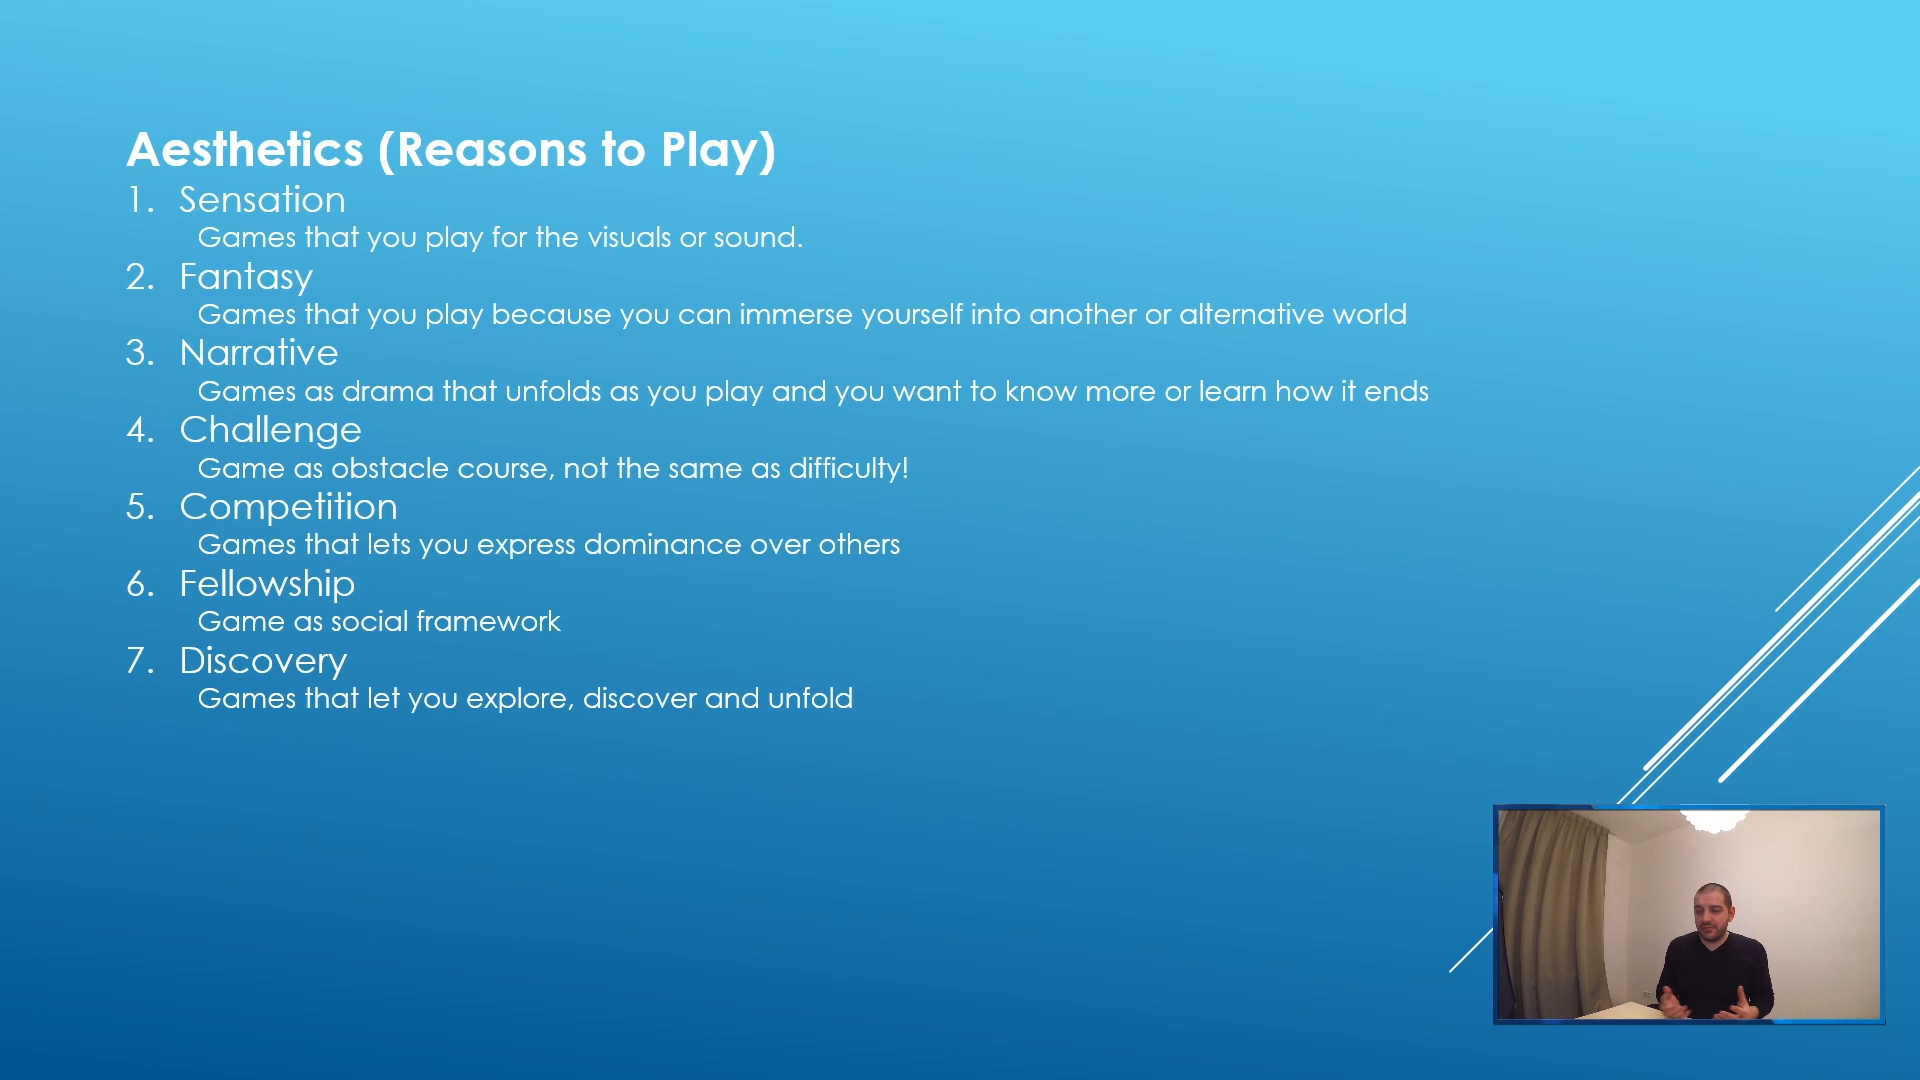 Aesthetics (Reasons to Play)
1. Sensation
Games that you play for the visuals or sound.
2. Fantasy
Games that you play because you can immerse yourself into another or alternative world
3. Narrative
Games as drama that unfolds as you play and you want to know more or learn how it ends
4. Challenge
Game as obstacle course, not the same as difficulty!
5. Competition
Games that lets you express dominance over others
6. Fellowship
Game as social framework
7. Discovery
Games that let you explore, discover and unfold